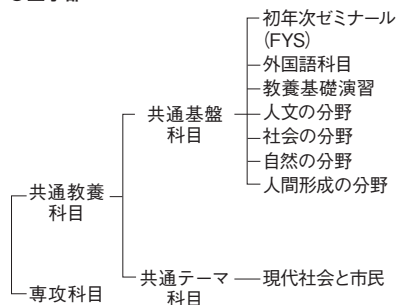 初年次ゼミナール
(FYS)
外国語科目
教養基礎演習
共通基盤
科目
人文の分野
社会の分野
自然の分野
人間形成の分野
共通教養
科目
共通テーマ
科目
現代社会と市民
専攻科目